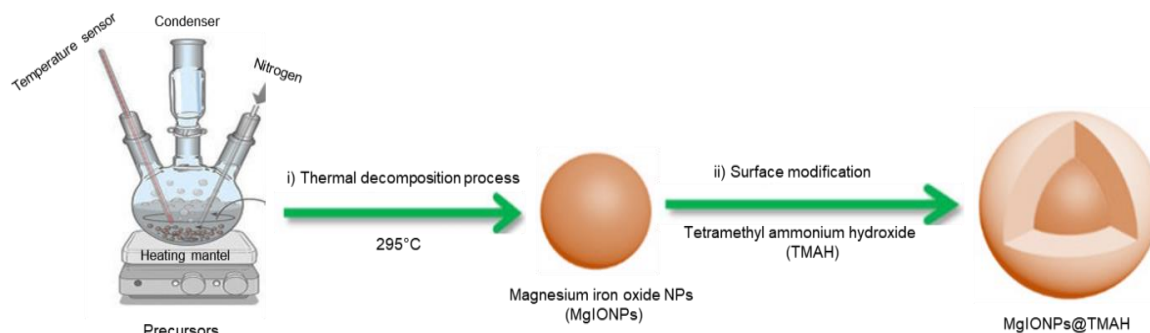 Condenser
Temperature sensor
Nitrogen
Heating mantel
Precursors
i) Thermal decomposition process
295°C
Magnesium iron oxide NPs
(MgIONPs)
ii) Surface modification
Tetramethyl ammonium hydroxide
(TMAH)
MgIONPs@TMAH